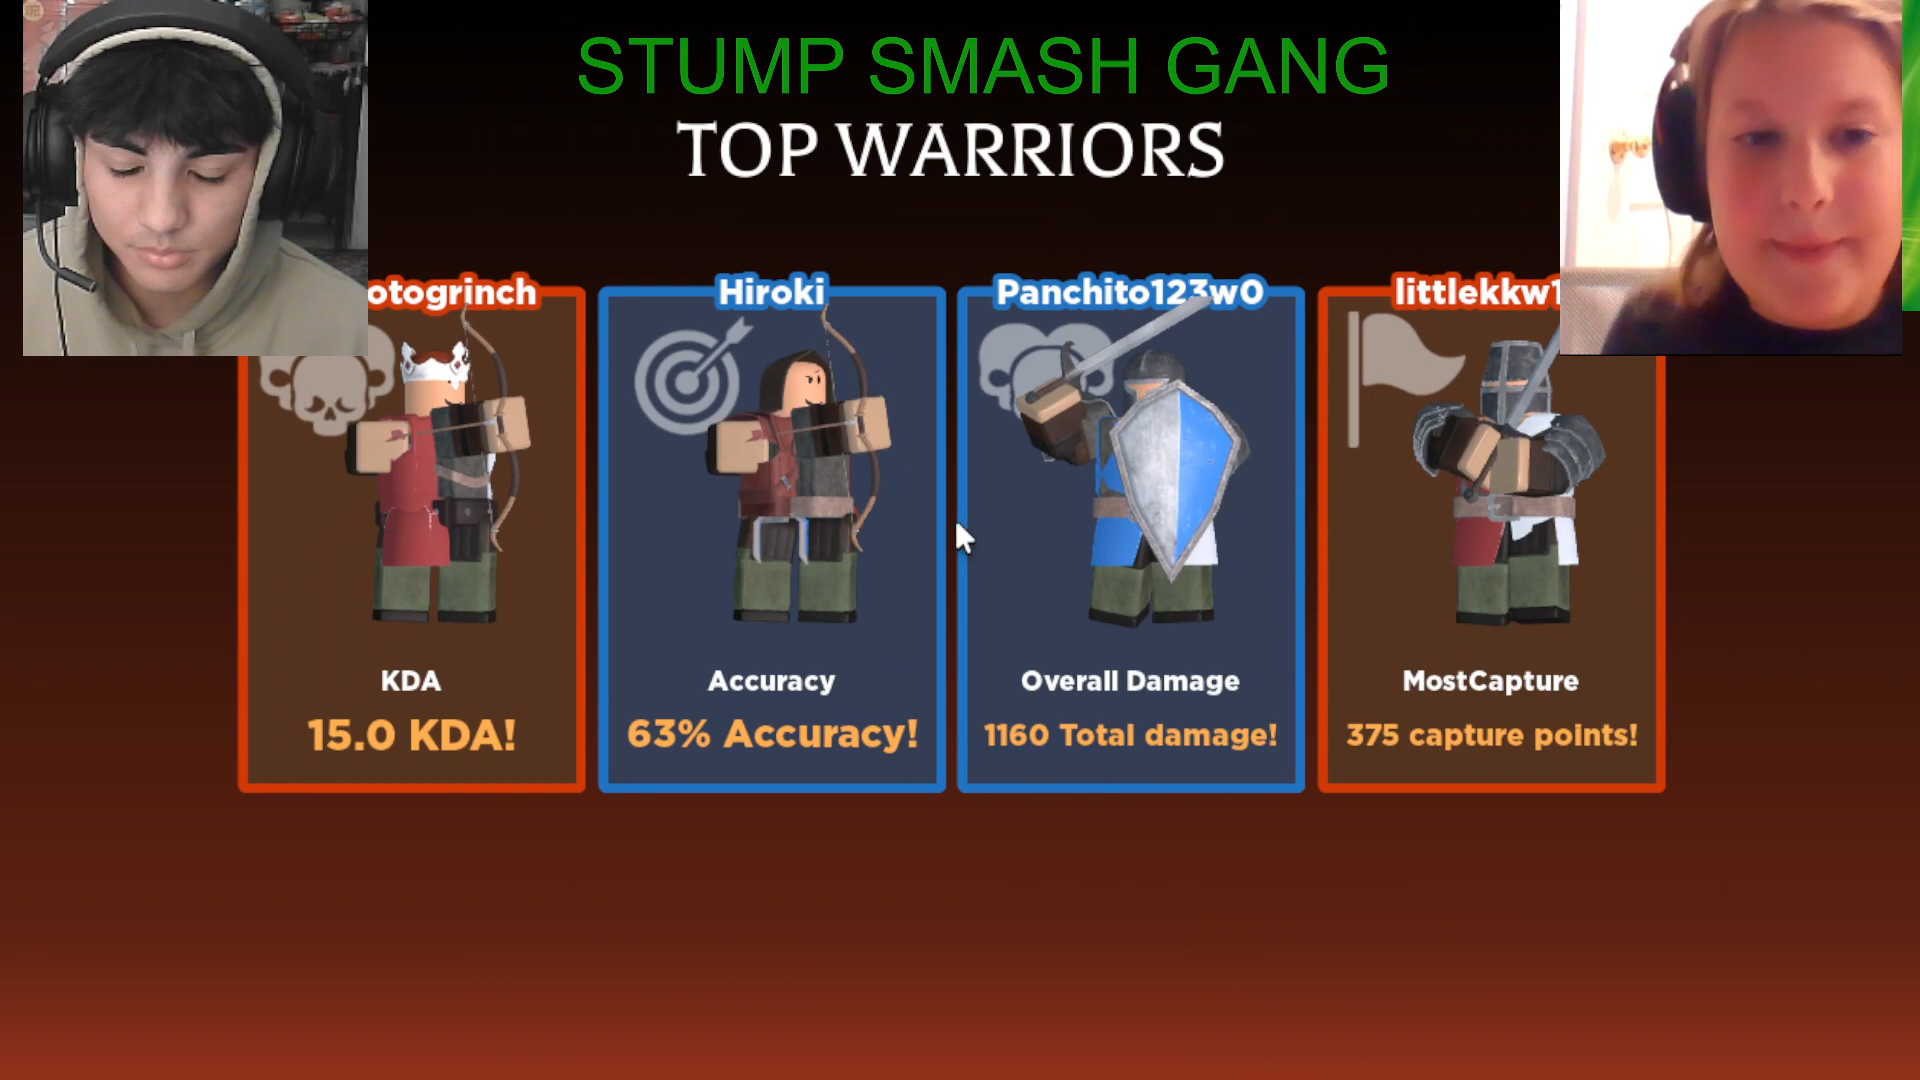 STUMP SMASH GANG
TOP WARRIORS
otogrinch
Hiroki
Panchito123w0
littlekkw1
KDA
Accuracy
Overall Damage
MostCapture
15.0 KDA!
63% Accuracy!
1160 Total damage!
375 capture points!